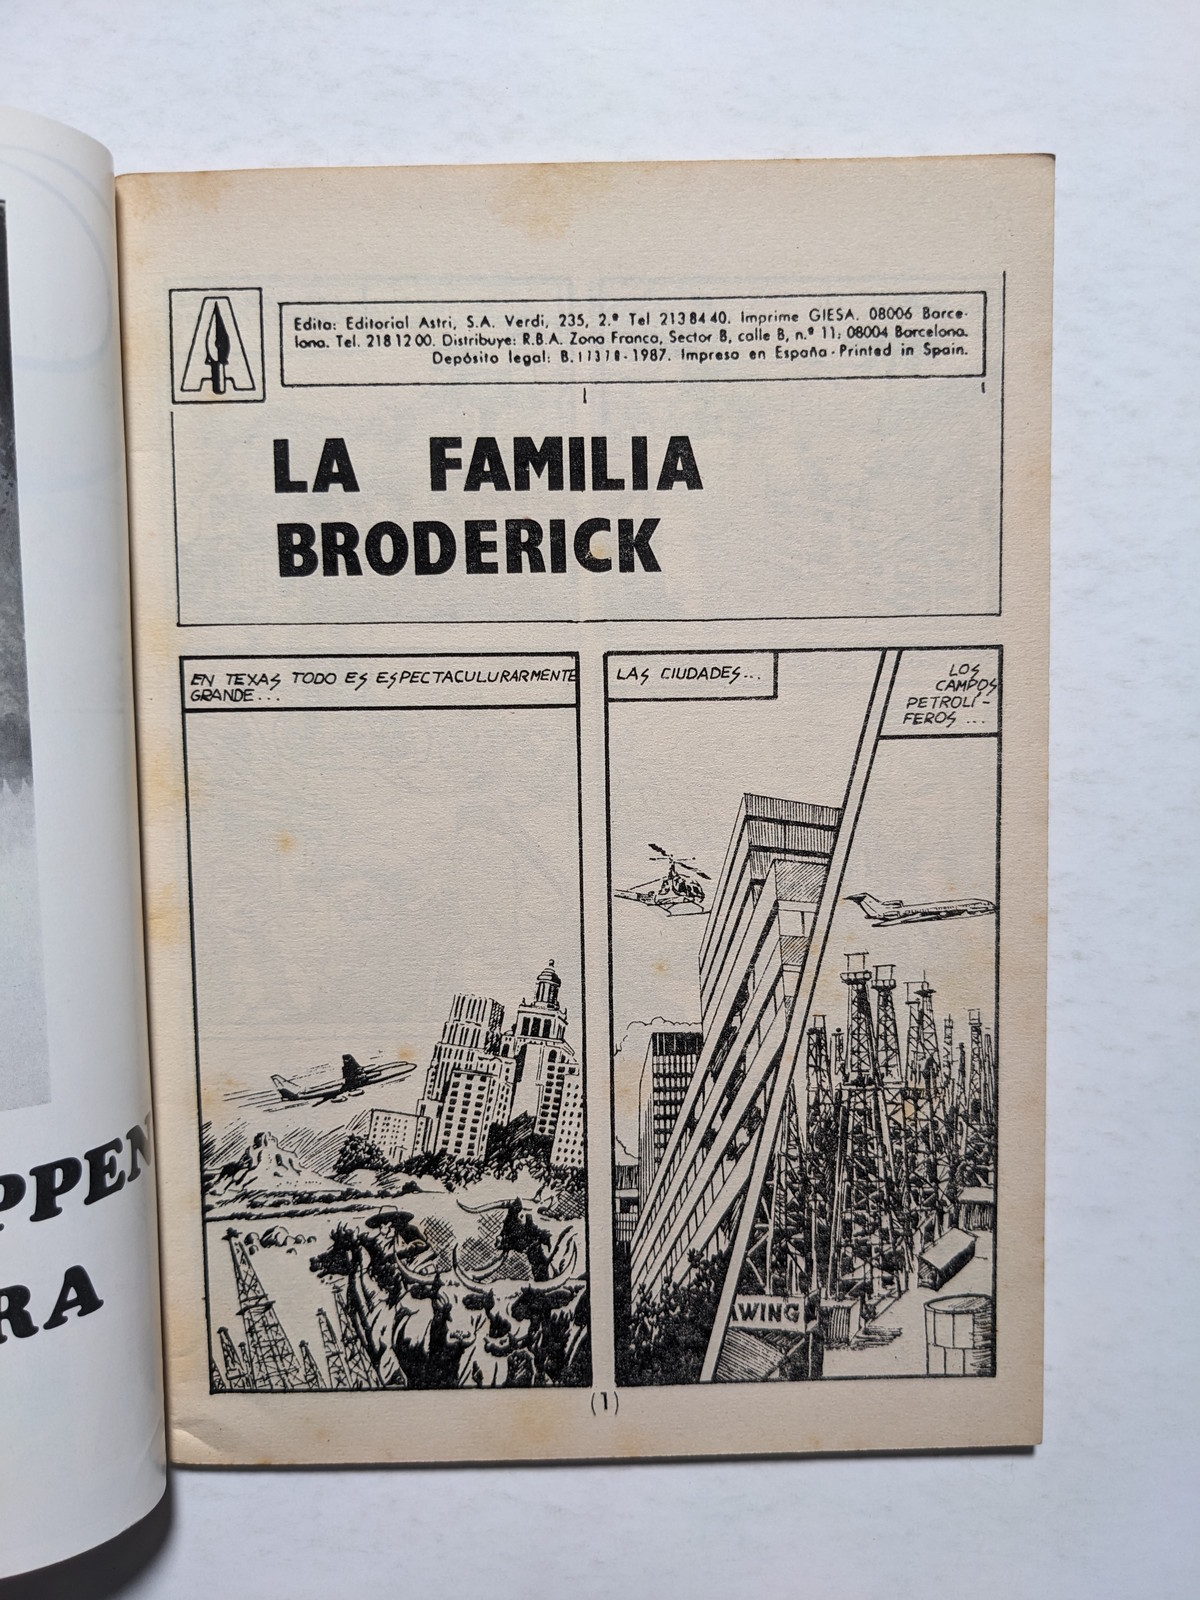 Edita: Editorial Astri, S.A. Verdi, 235, 2.º Tel 213 84 40. Imprime GIESA. 08006 Barce-
lona. Tel. 218 12 00. Distribuye: R.B.A. Zona Franca, Sector B, calle B, n.º 11; 08004 Barcelona.
Depósito legal: B. 11378 - 1987. Impreso en España - Printed in Spain.
LA FAMILIA
BRODERICK
EN TEXAS TODO ES ESPECTACULURARMENTE
GRANDE...
LAS CIUDADES...
LOS
CAMPOS
PETROLÍ-
FEROS ...
AWING
(1)
PPEN
RA